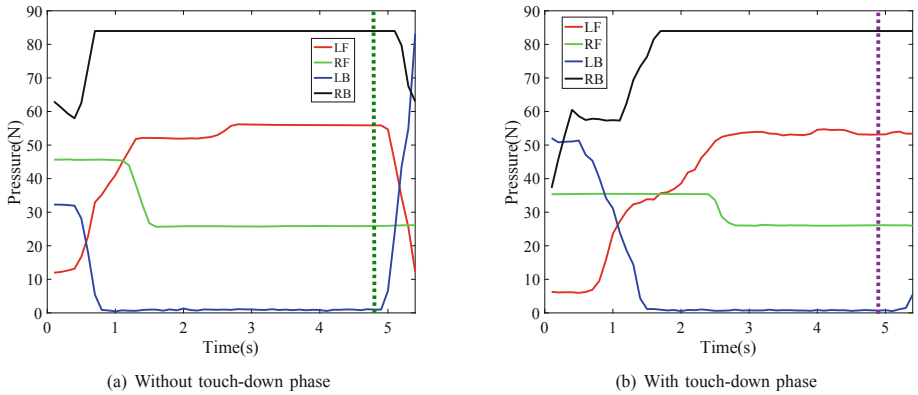 90
80
70
60
50
40
30
20
10
0
Pressure(N)
LF
RF
LB
RB
0 1 2 3 4 5
Time(s)
(a) Without touch-down phase
90
80
70
60
50
40
30
20
10
0
Pressure(N)
LF
RF
LB
RB
0 1 2 3 4 5
Time(s)
(b) With touch-down phase